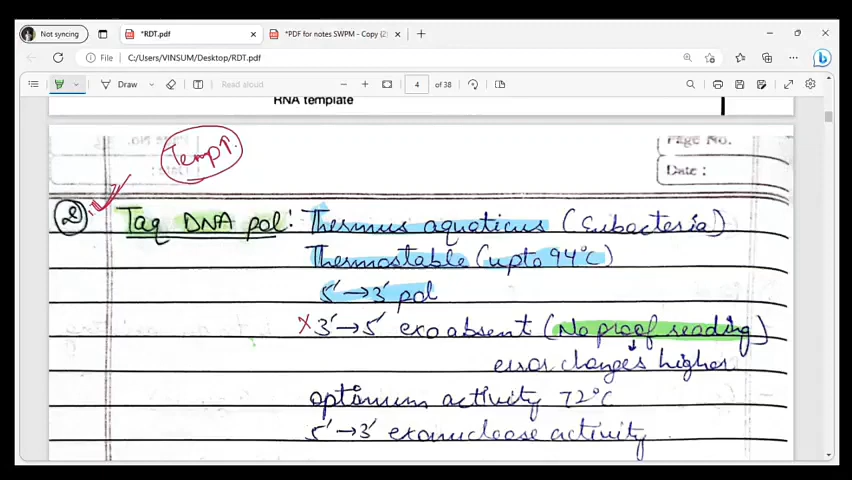 Not syncing
*RDT.pdf
*PDF for notes SWPM - Copy (2
File
C:/Users/VINSUM/Desktop/RDT.pdf
Draw
Read aloud
4
of 38
RNA template
Page No.
Temp↑
Date :
② Taq DNA pol : Thermus aquaticus (Eubacteria)
Thermostable (upto 94°C)
5'→3' pol
×3'→5' exo absent (No proof reading)
↓
error changes higher
optimum activity 72°C
5'→3' exonuclease activity